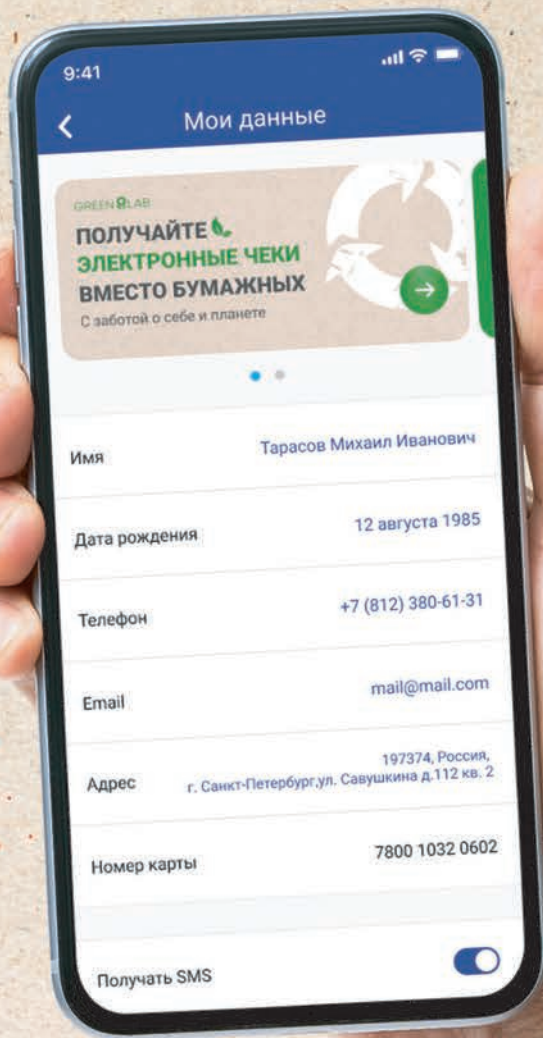 9:41
Мои данные
GREEN LAB
ПОЛУЧАЙТЕ
ЭЛЕКТРОННЫЕ ЧЕКИ
ВМЕСТО БУМАЖНЫХ
С заботой о себе и планете
Имя Тарасов Михаил Иванович
Дата рождения 12 августа 1985
Телефон +7 (812) 380-61-31
Email mail@mail.com
Адрес 197374, Россия,
г. Санкт-Петербург,ул. Савушкина д.112 кв. 2
Номер карты 7800 1032 0602
Получать SMS